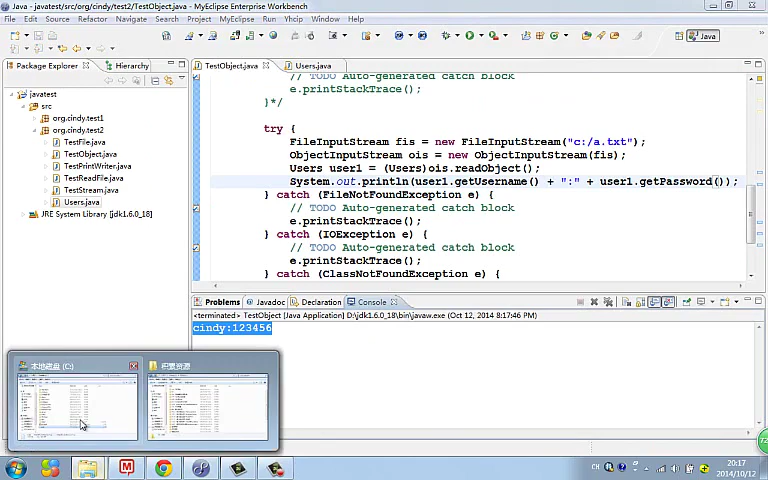 Java - javatest/src/org/cindy/test2/TestObject.java - MyEclipse Enterprise Workbench
File Edit Source Refactor Navigate Search Project MyEclipse Run Ycip Window Help
Java
Package Explorer Hierarchy
javatest
src
org.cindy.test1
org.cindy.test2
TestFile.java
TestObject.java
TestPrintWriter.java
TestReadFile.java
TestStream.java
Users.java
JRE System Library [jdk1.6.0_18]
TestObject.java Users.java
// TODO Auto-generated catch block
e.printStackTrace();
}*/
try {
FileInputStream fis = new FileInputStream("c:/a.txt");
ObjectInputStream ois = new ObjectInputStream(fis);
Users user1 = (Users)ois.readObject();
System.out.println(user1.getUsername() + ":" + user1.getPassword());
} catch (FileNotFoundException e) {
// TODO Auto-generated catch block
e.printStackTrace();
} catch (IOException e) {
// TODO Auto-generated catch block
e.printStackTrace();
} catch (ClassNotFoundException e) {
Problems Javadoc Declaration Console
<terminated> TestObject [Java Application] D:\jdk1.6.0_18\bin\javaw.exe (Oct 12, 2014 8:17:46 PM)
cindy:123456
本地磁盘 (C:)
积累资源
72
CH
20:17
2014/10/12